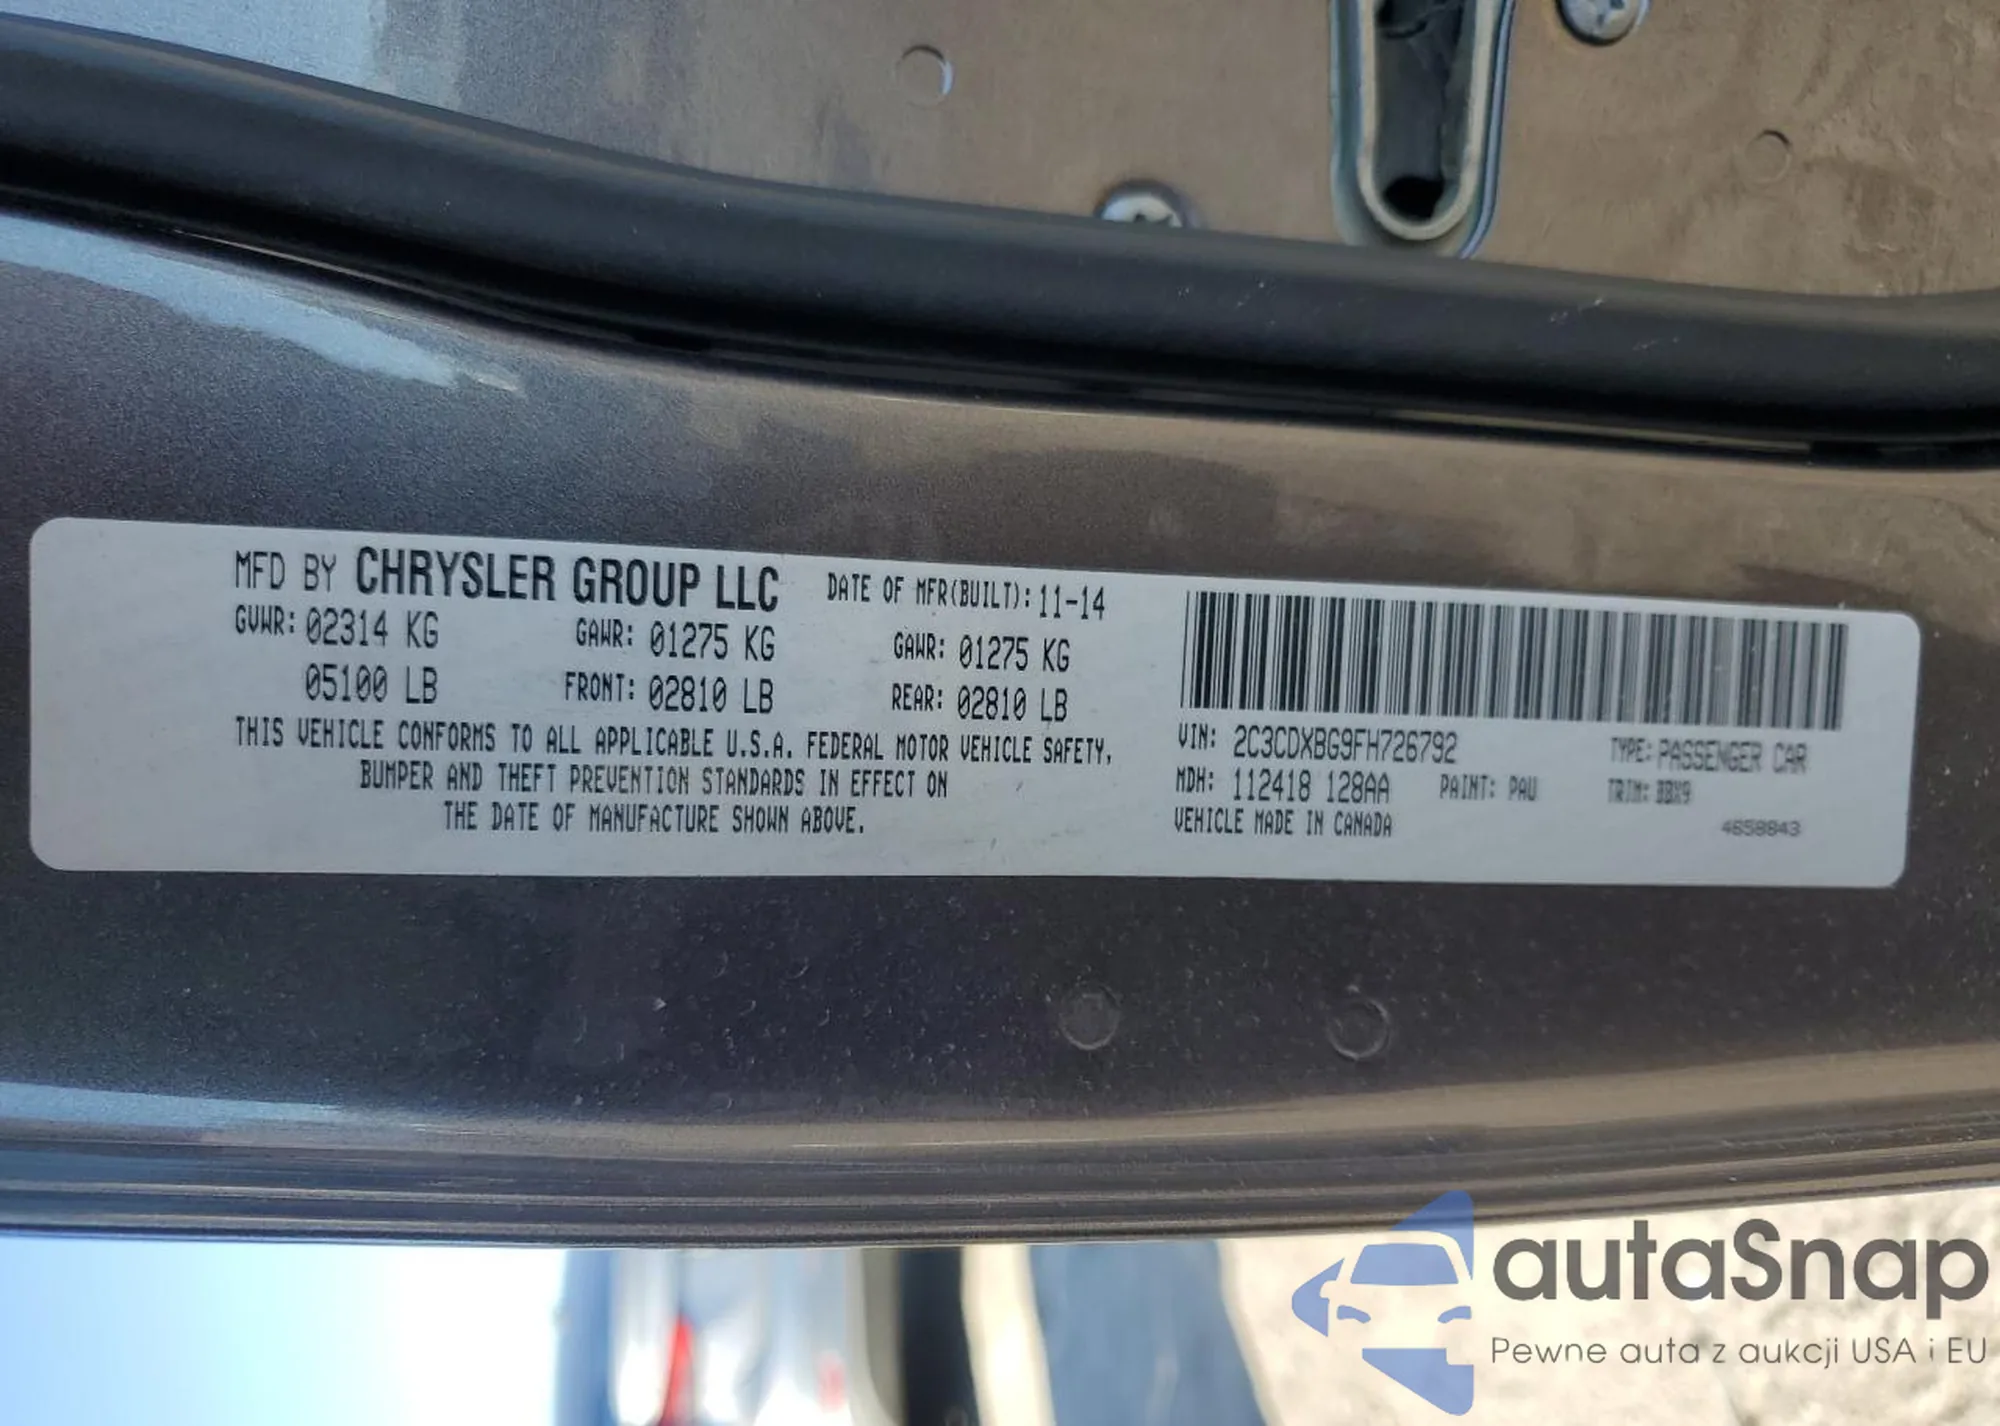 MFD BY CHRYSLER GROUP LLC DATE OF MFR(BUILT): 11-14
GVWR: 02314 KG GAWR: 01275 KG GAWR: 01275 KG
05100 LB FRONT: 02810 LB REAR: 02810 LB
THIS VEHICLE CONFORMS TO ALL APPLICABLE U.S.A. FEDERAL MOTOR VEHICLE SAFETY,
BUMPER AND THEFT PREVENTION STANDARDS IN EFFECT ON
THE DATE OF MANUFACTURE SHOWN ABOVE.
VIN: 2C3CDXBG9FH726792 TYPE: PASSENGER CAR
MDH: 112418 128AA PAINT: PAU TRIM: BBX9
VEHICLE MADE IN CANADA 4658843
autaSnap
Pewne auta z aukcji USA i EU